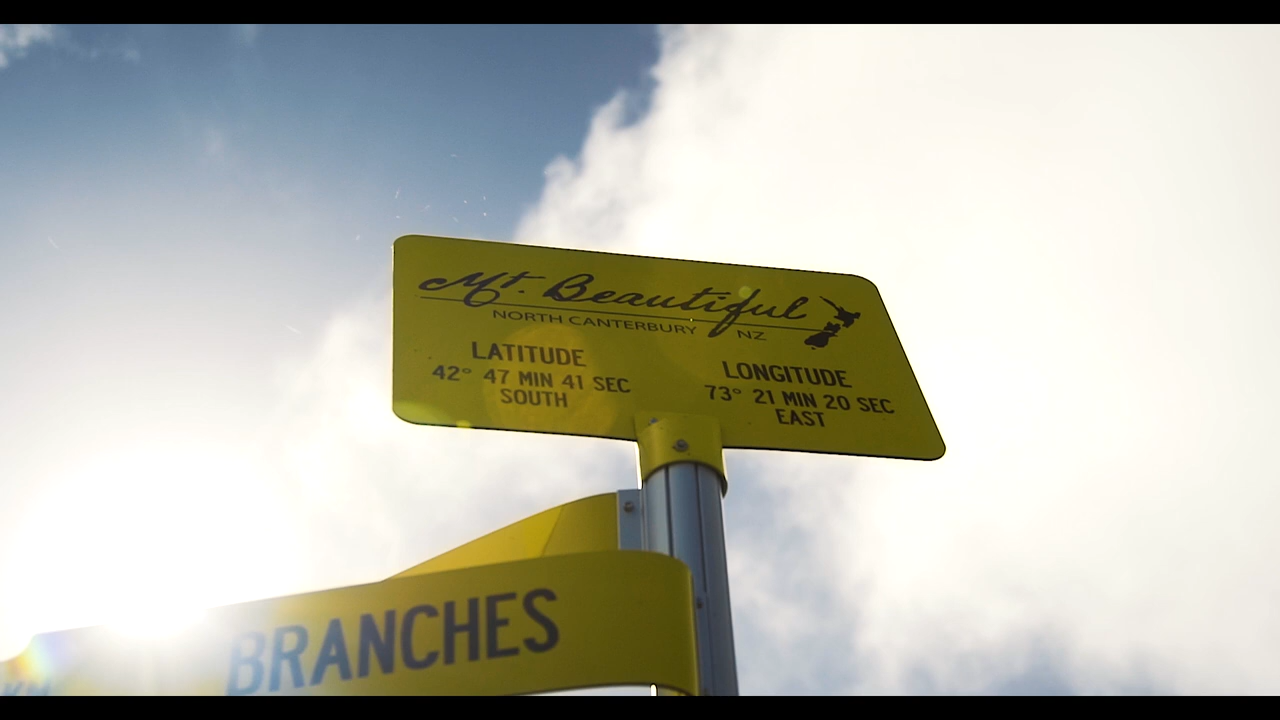 Mt. Beautiful
NORTH CANTERBURY NZ
LATITUDE
42° 47 MIN 41 SEC
SOUTH
LONGITUDE
73° 21 MIN 20 SEC
EAST
BRANCHES
KM